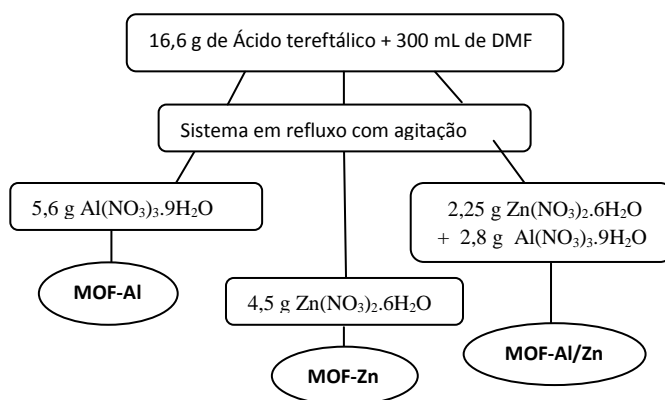 16,6 g de Ácido tereftálico + 300 mL de DMF
Sistema em refluxo com agitação
5,6 g Al(NO₃)₃.9H₂O
MOF-Al
4,5 g Zn(NO₃)₂.6H₂O
MOF-Zn
2,25 g Zn(NO₃)₂.6H₂O
+ 2,8 g Al(NO₃)₃.9H₂O
MOF-Al/Zn